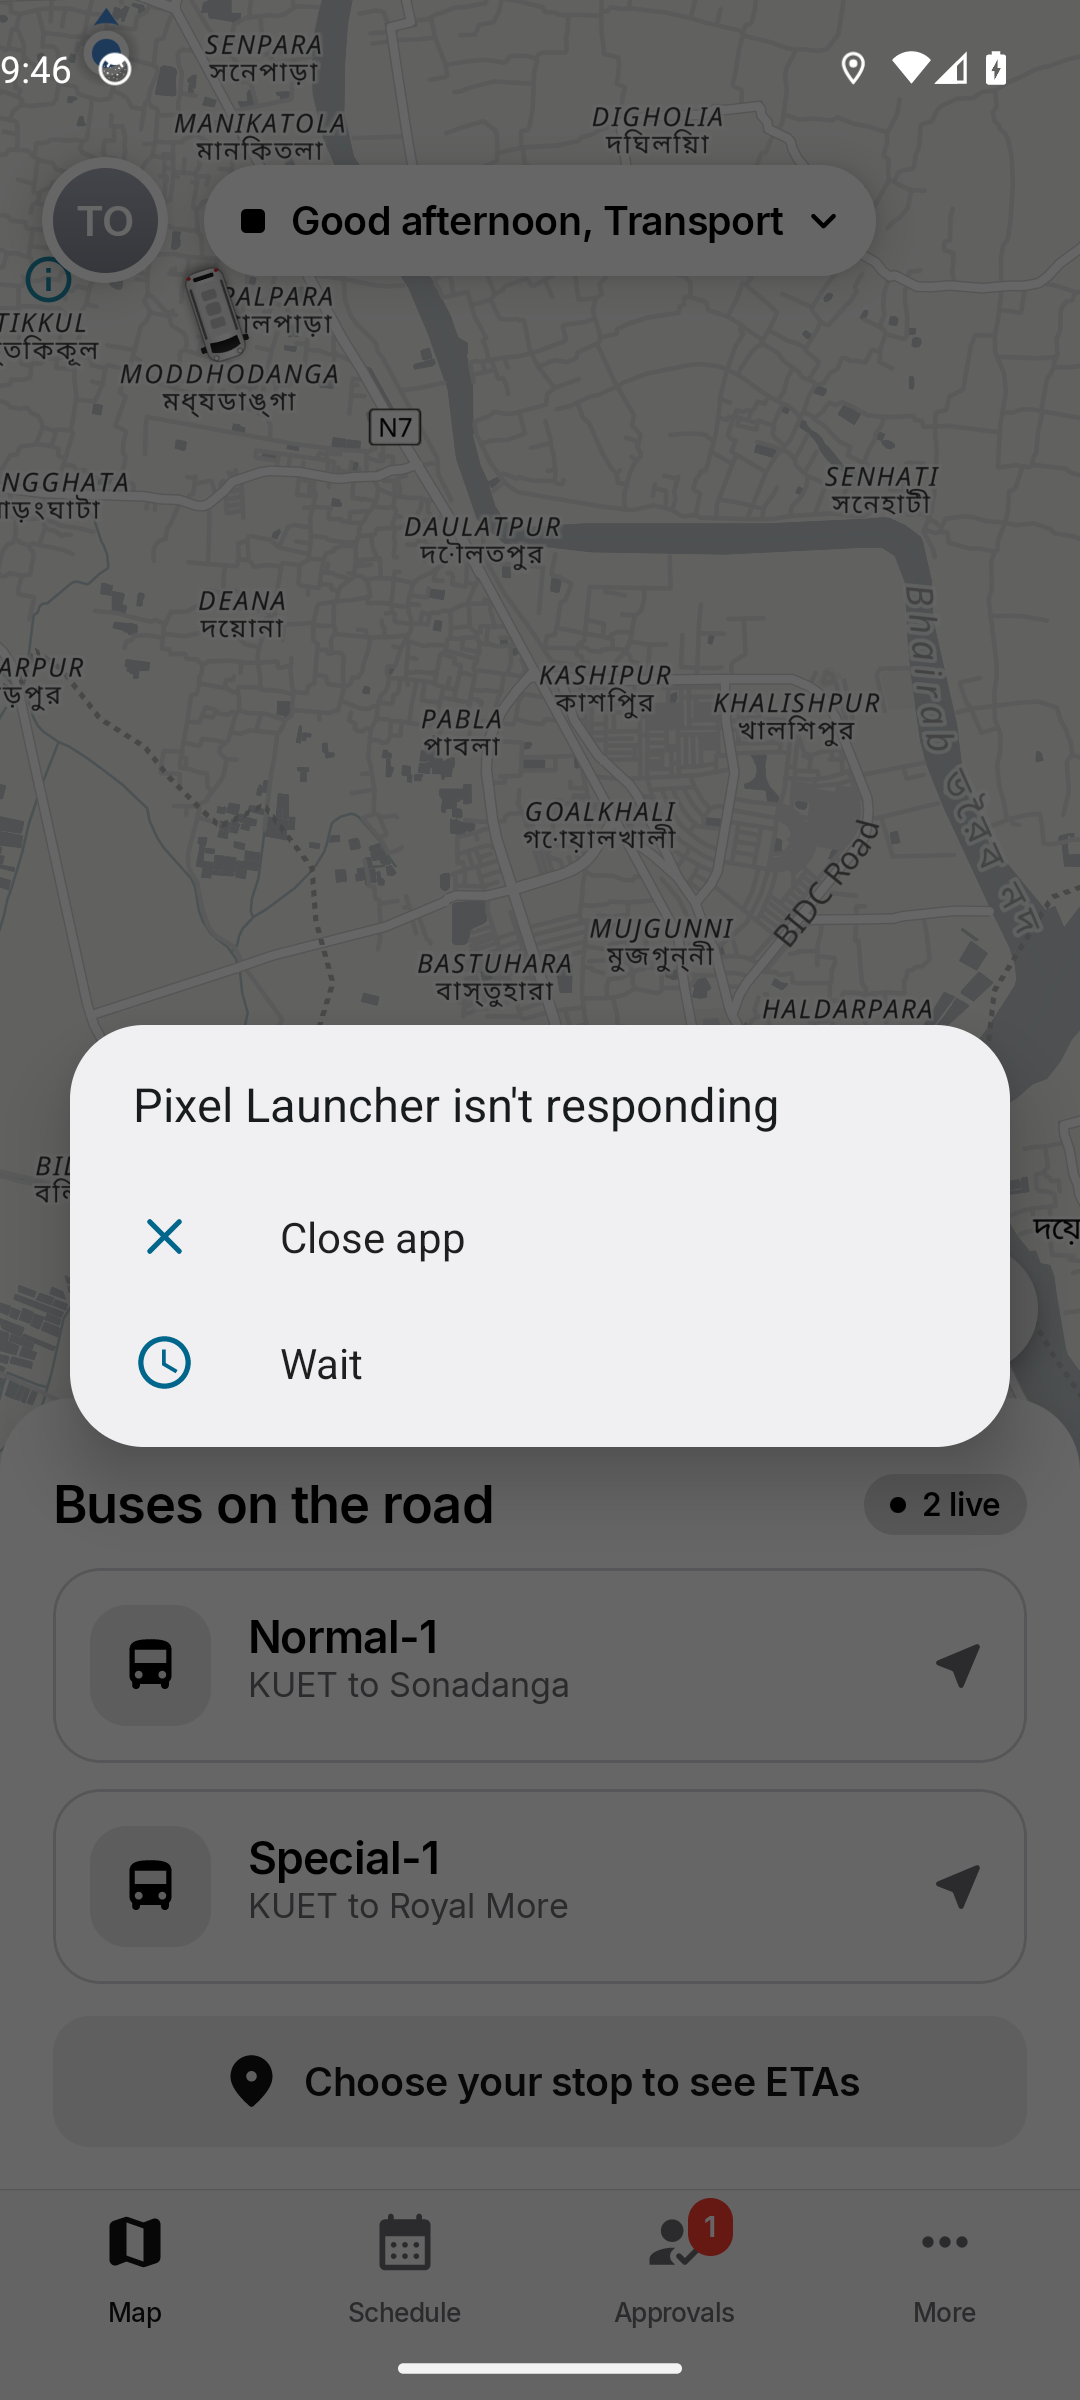 SENPARA
সেনপাড়া
9:46
MANIKATOLA
মানিকতলা
DIGHOLIA
দিঘলিয়া
TO
Good afternoon, Transport
PALPARA
TIKKUL
MODDHODANGA
মধ্যডাঙ্গা
N7
NGGHATA
ড়ংঘাটা
SENHATI
সেনহাটী
DAULATPUR
দৌলতপুর
DEANA
দেয়ানা
Bhairab
ভৈরব নদ
ARPUR
ড়পুর
KASHIPUR
কাশিপুর
KHALISHPUR
খালিশপুর
PABLA
পাবলা
GOALKHALI
গোয়ালখালী
BIDC Road
MUJGUNNI
মুজগুন্নী
BASTUHARA
বাস্তুহারা
HALDARPARA
Pixel Launcher isn't responding
Close app
Wait
Buses on the road
2 live
Normal-1
KUET to Sonadanga
Special-1
KUET to Royal More
Choose your stop to see ETAs
1
Map
Schedule
Approvals
More